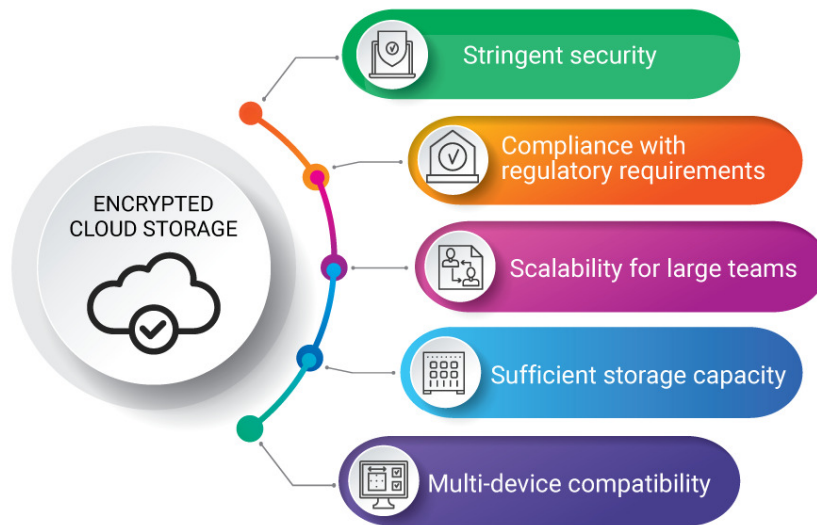 ENCRYPTED
CLOUD STORAGE
Stringent security
Compliance with
regulatory requirements
Scalability for large teams
Sufficient storage capacity
Multi-device compatibility